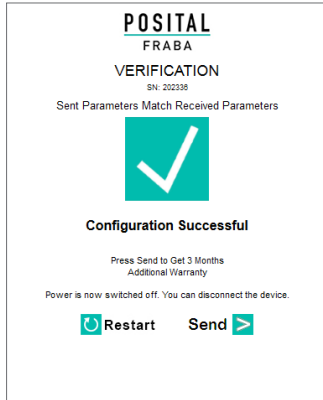 POSITAL
FRABA
VERIFICATION
SN: 202336
Sent Parameters Match Received Parameters
Configuration Successful
Press Send to Get 3 Months
Additional Warranty
Power is now switched off. You can disconnect the device.
Restart Send